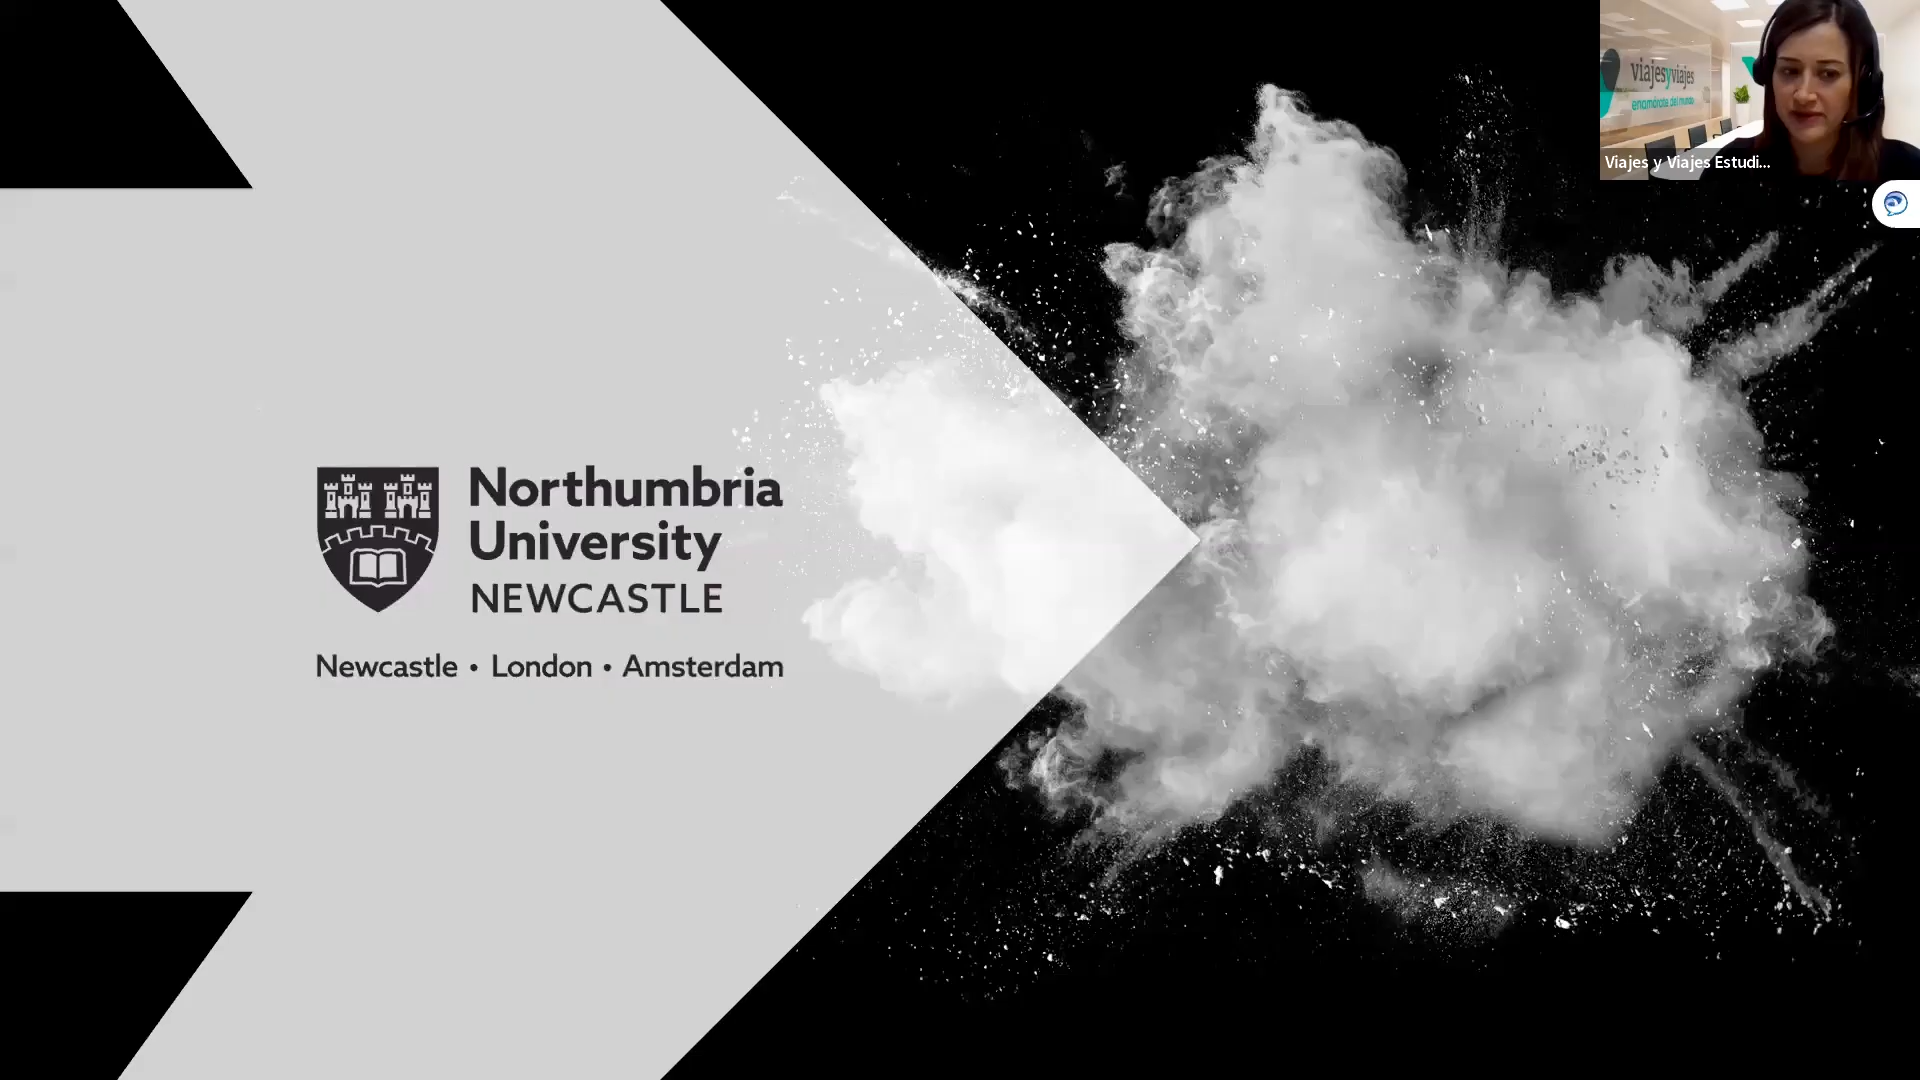 Northumbria
University
NEWCASTLE
Newcastle • London • Amsterdam
viajesyviajes
enamórate del mundo
Viajes y Viajes Estudi...